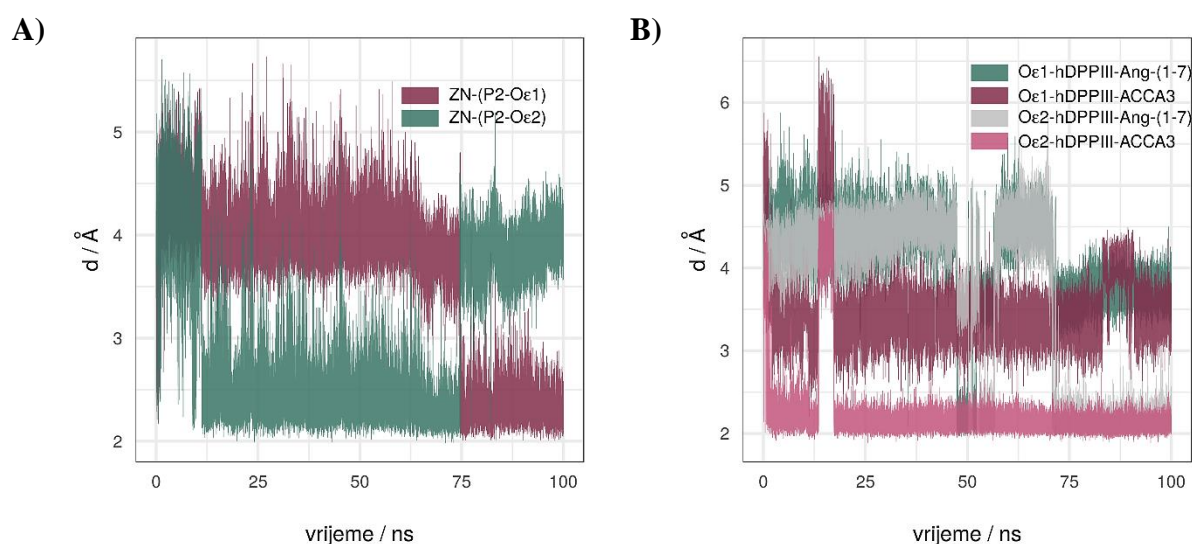 A)
B)
ZN-(P2-Oε1)
ZN-(P2-Oε2)
5
4
3
2
d / Å
0
25
50
75
100
vrijeme / ns
Oε1-hDPPIII-Ang-(1-7)
Oε1-hDPPIII-ACCA3
Oε2-hDPPIII-Ang-(1-7)
Oε2-hDPPIII-ACCA3
6
5
4
3
2
d / Å
0
25
50
75
100
vrijeme / ns